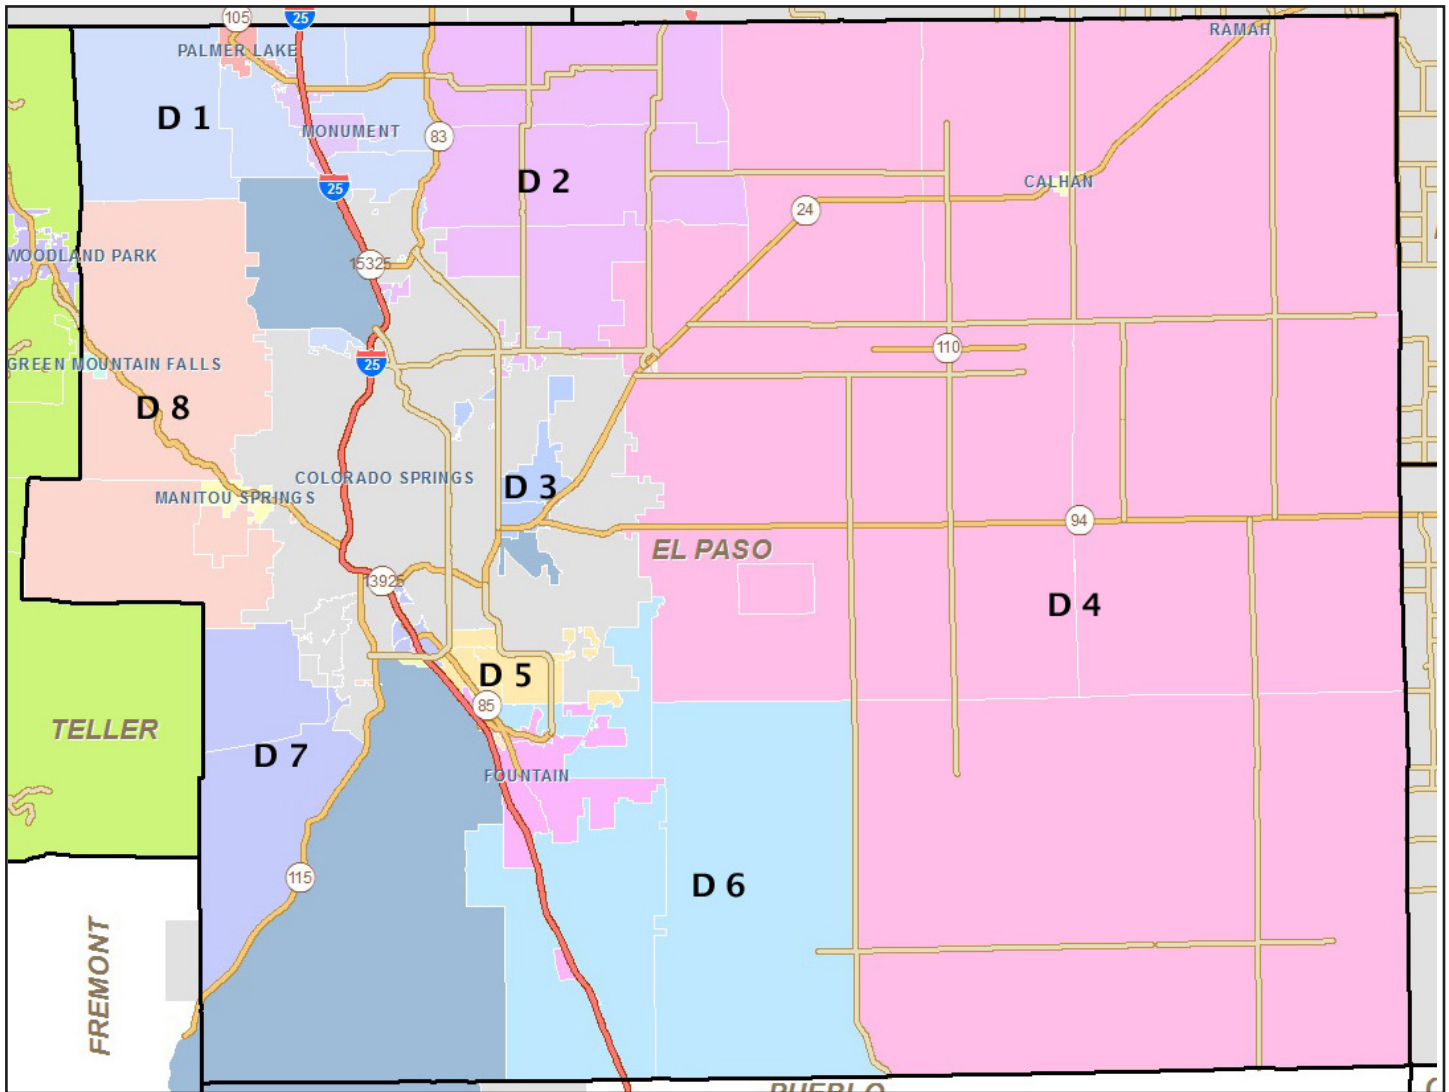 105
25
RAMAH
PALMER LAKE
D 1
MONUMENT
83
D 2
25
CALHAN
24
WOODLAND PARK
15325
110
GREEN MOUNTAIN FALLS
25
D 8
COLORADO SPRINGS
D 3
MANITOU SPRINGS
94
EL PASO
13925
D 4
D 5
85
TELLER
D 7
FOUNTAIN
115
D 6
FREMONT
PUEBLO